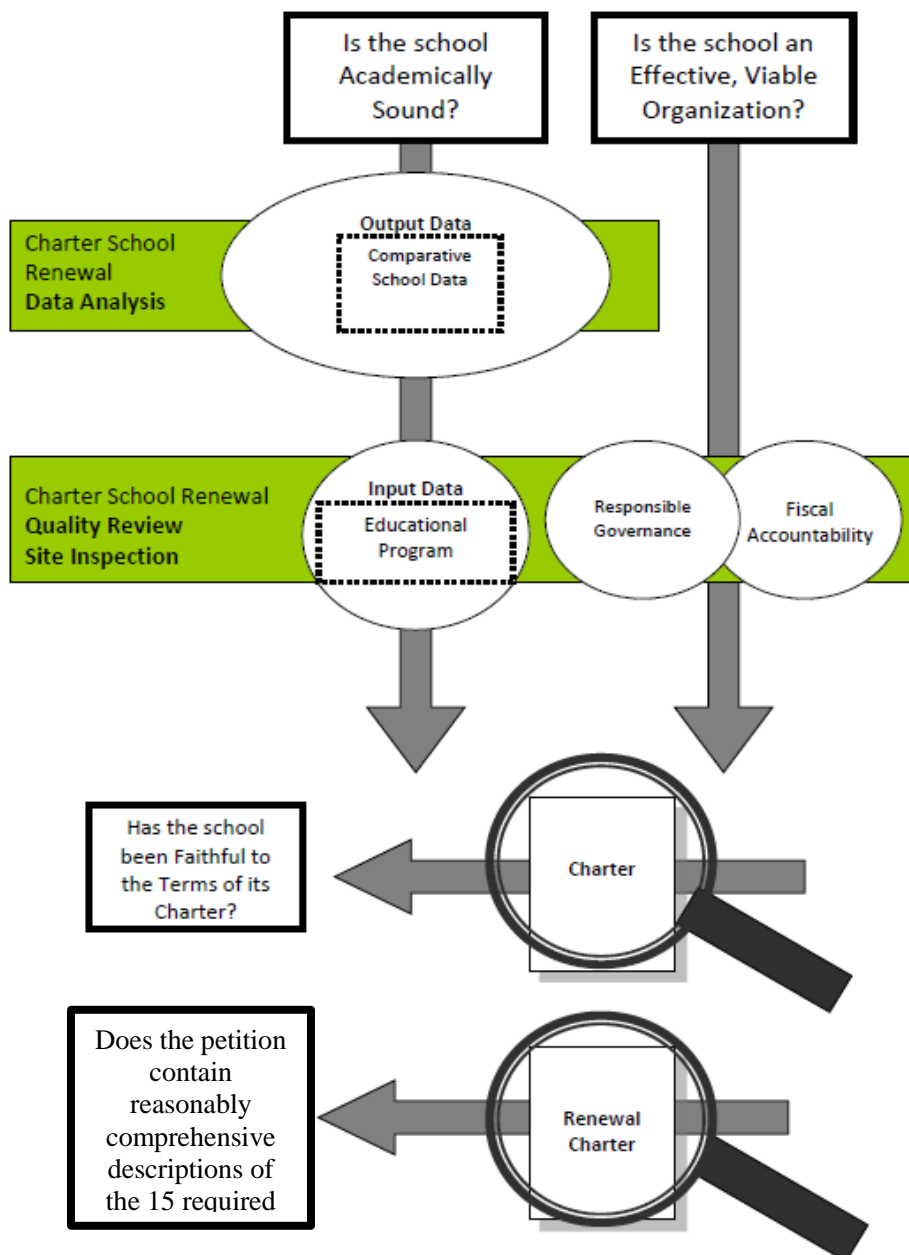 Is the school
Academically
Sound?
Is the school an
Effective, Viable
Organization?
Charter School
Renewal
Data Analysis
Output Data
Comparative
School Data
Charter School Renewal
Quality Review
Site Inspection
Input Data
Educational
Program
Responsible
Governance
Fiscal
Accountability
Has the school
been Faithful to
the Terms of its
Charter?
Charter
Does the petition
contain
reasonably
comprehensive
descriptions of
the 15 required
Renewal
Charter